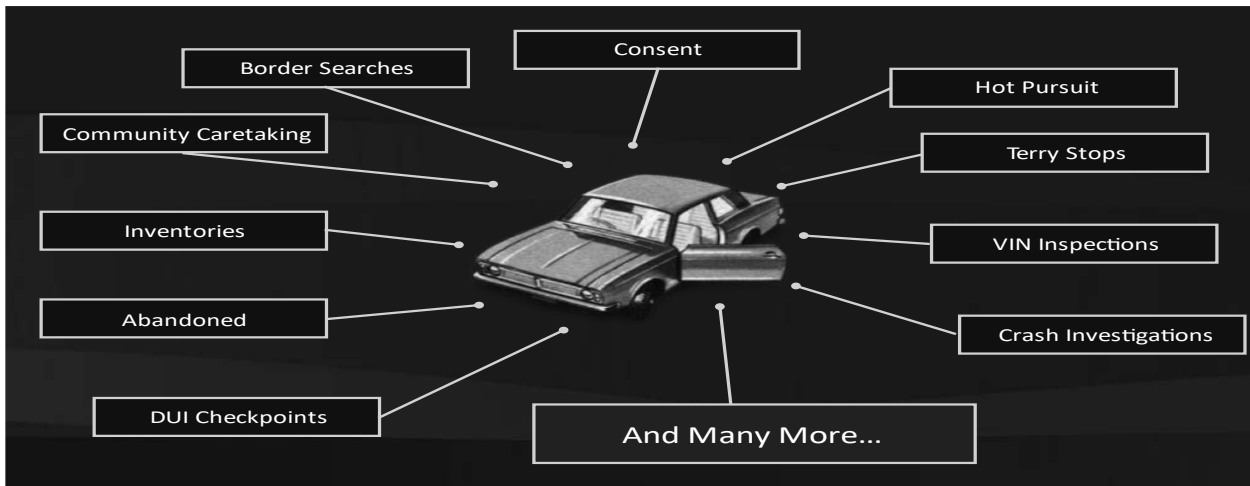 Consent
Border Searches
Hot Pursuit
Community Caretaking
Terry Stops
Inventories
VIN Inspections
Abandoned
Crash Investigations
DUI Checkpoints
And Many More...